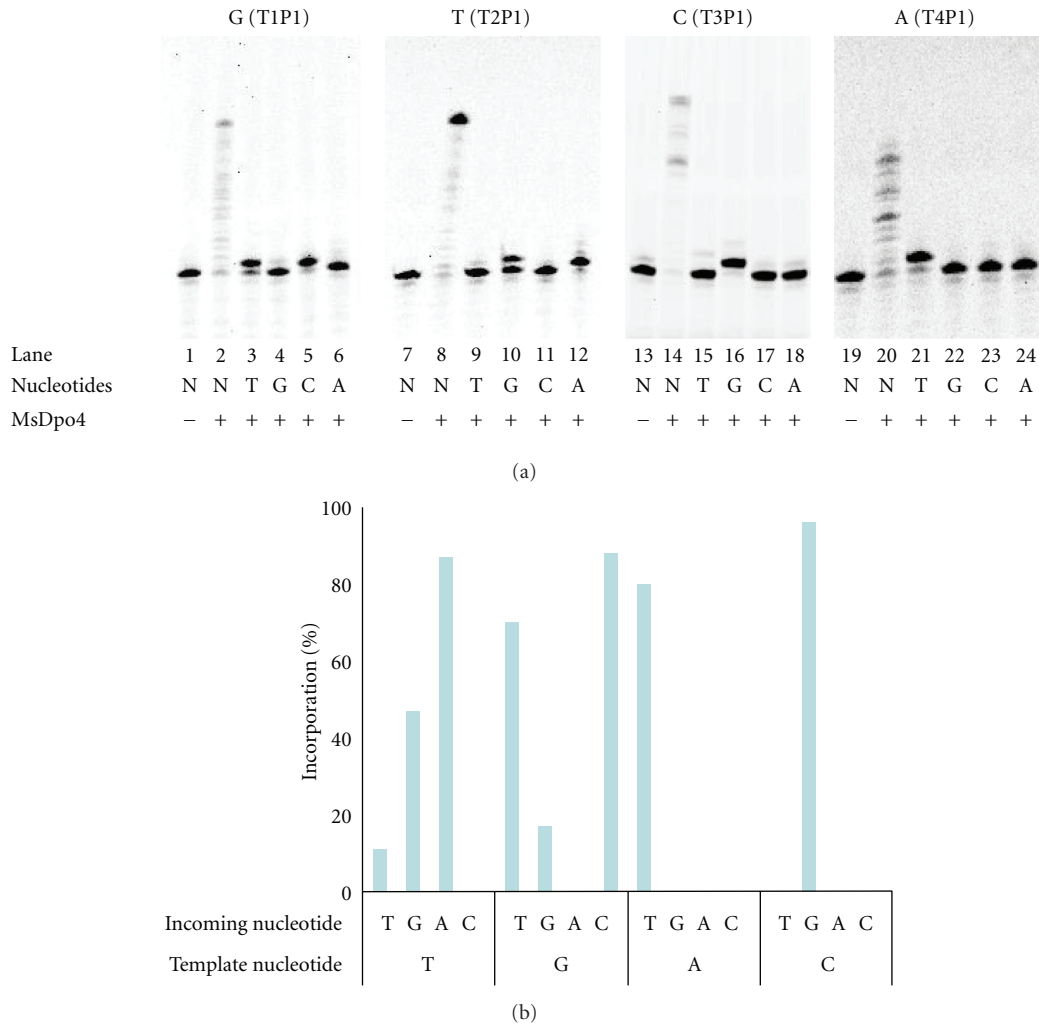 G (T1P1) T (T2P1) C (T3P1) A (T4P1)
Lane 1 2 3 4 5 6 7 8 9 10 11 12 13 14 15 16 17 18 19 20 21 22 23 24
Nucleotides N N T G C A N N T G C A N N T G C A N N T G C A
MsDpo4 − + + + + + − + + + + + − + + + + + − + + + + +
(a)
100
80
60
40
20
0
Incorporation (%)
Incoming nucleotide T G A C T G A C T G A C T G A C
Template nucleotide T G A C
(b)